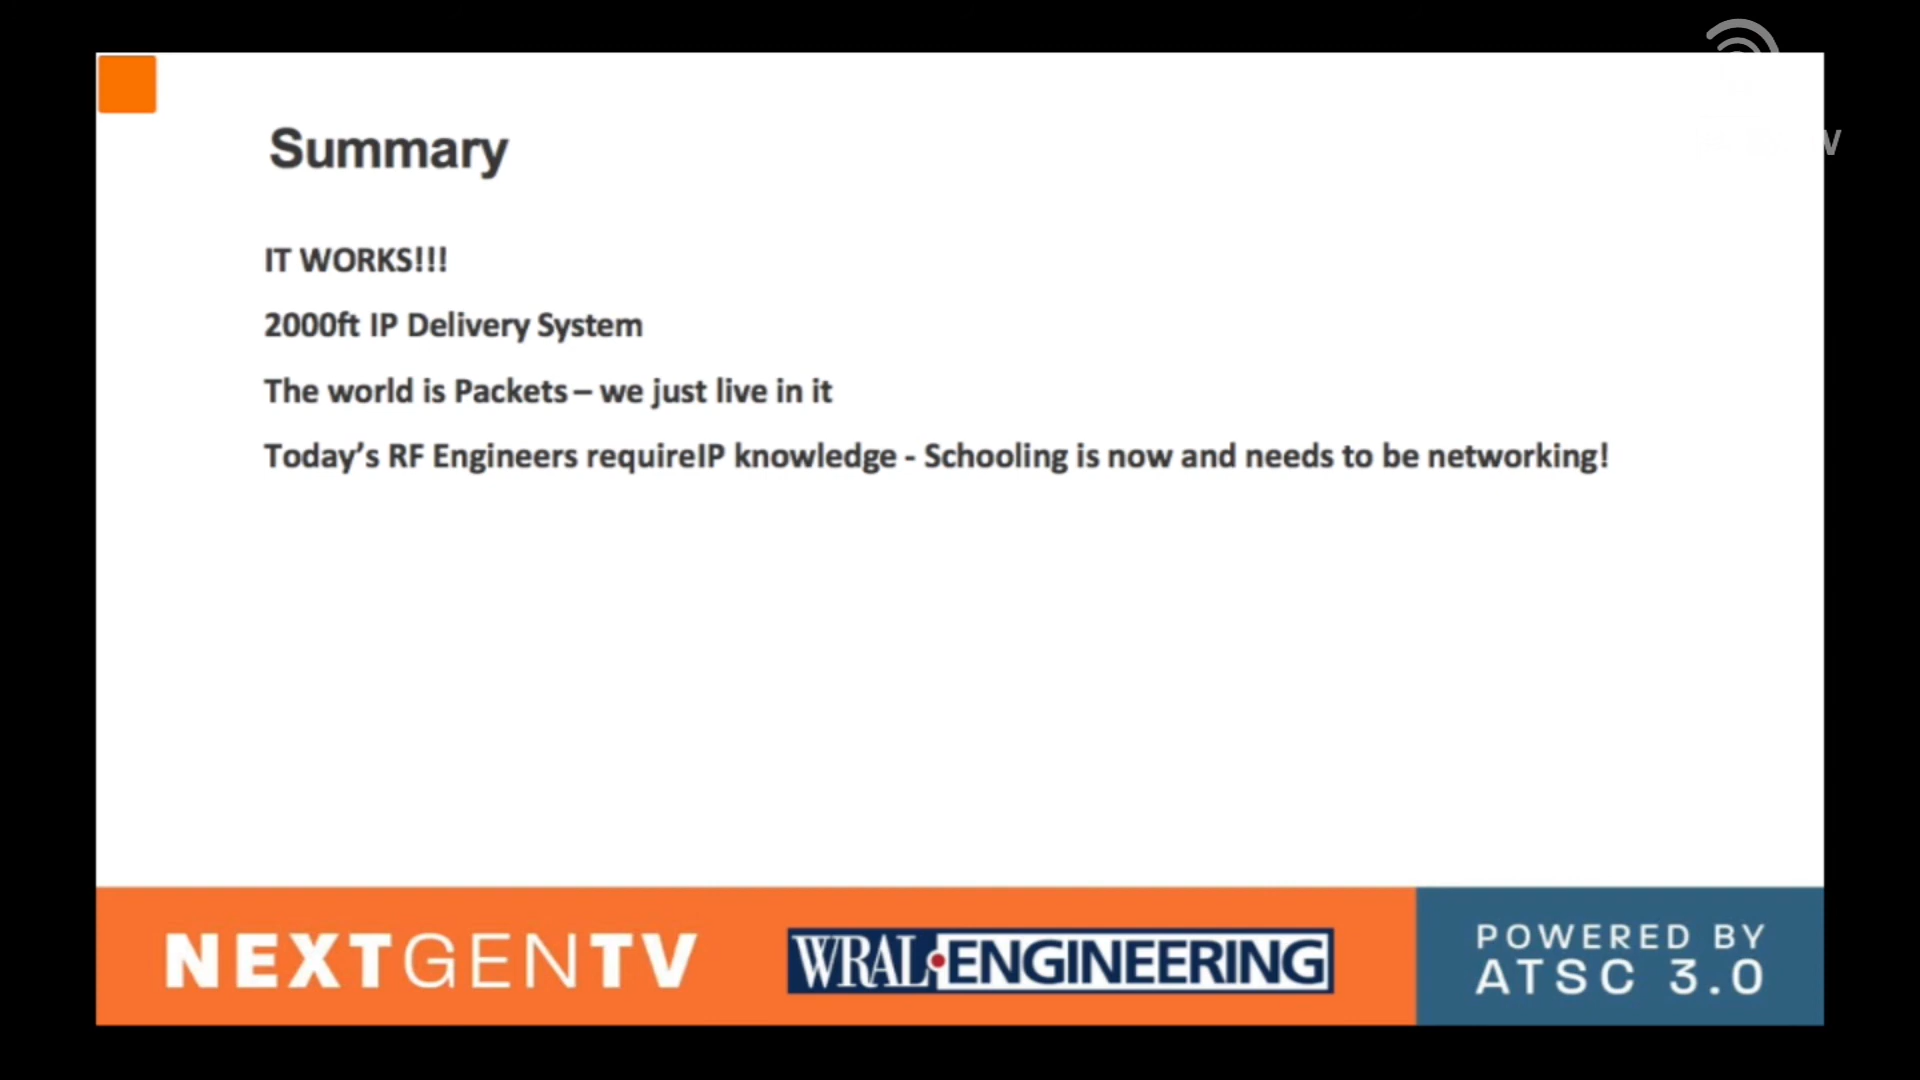 Summary
IT WORKS!!!
2000ft IP Delivery System
The world is Packets – we just live in it
Today’s RF Engineers requireIP knowledge - Schooling is now and needs to be networking!
NEXTGENTV
WRAL ENGINEERING
POWERED BY
ATSC 3.0